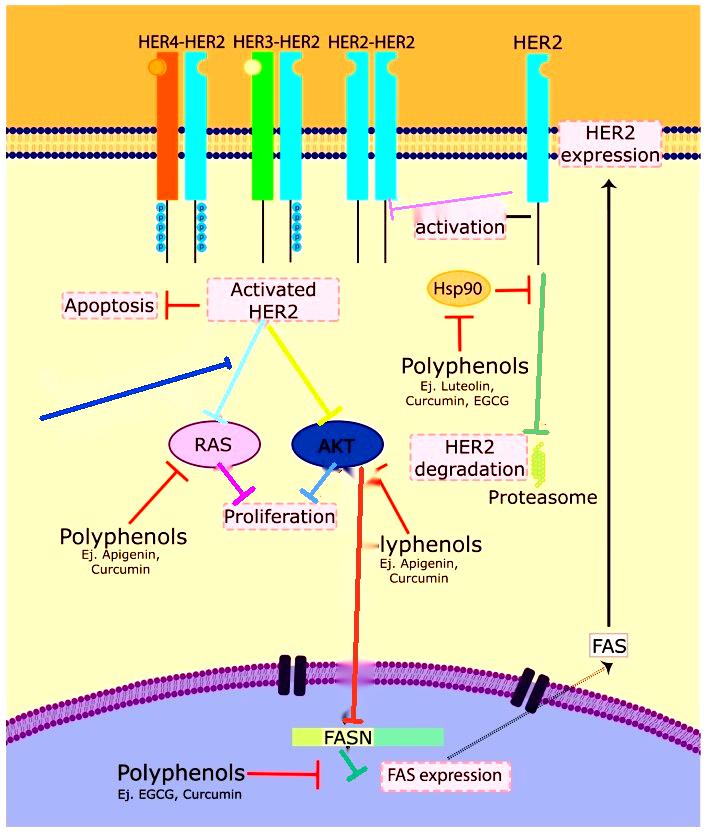 HER4-HER2 HER3-HER2 HER2-HER2 HER2
HER2
expression
activation
P P
P P P
P P P
P P P
P P P
Apoptosis
Activated
HER2
Hsp90
Polyphenols
Ej. Luteolin,
Curcumin, EGCG
RAS
AKT
HER2
degradation
Proteasome
Proliferation
Polyphenols
Ej. Apigenin,
Curcumin
lyphenols
Ej. Apigenin,
Curcumin
FAS
FASN
Polyphenols
Ej. EGCG, Curcumin
FAS expression